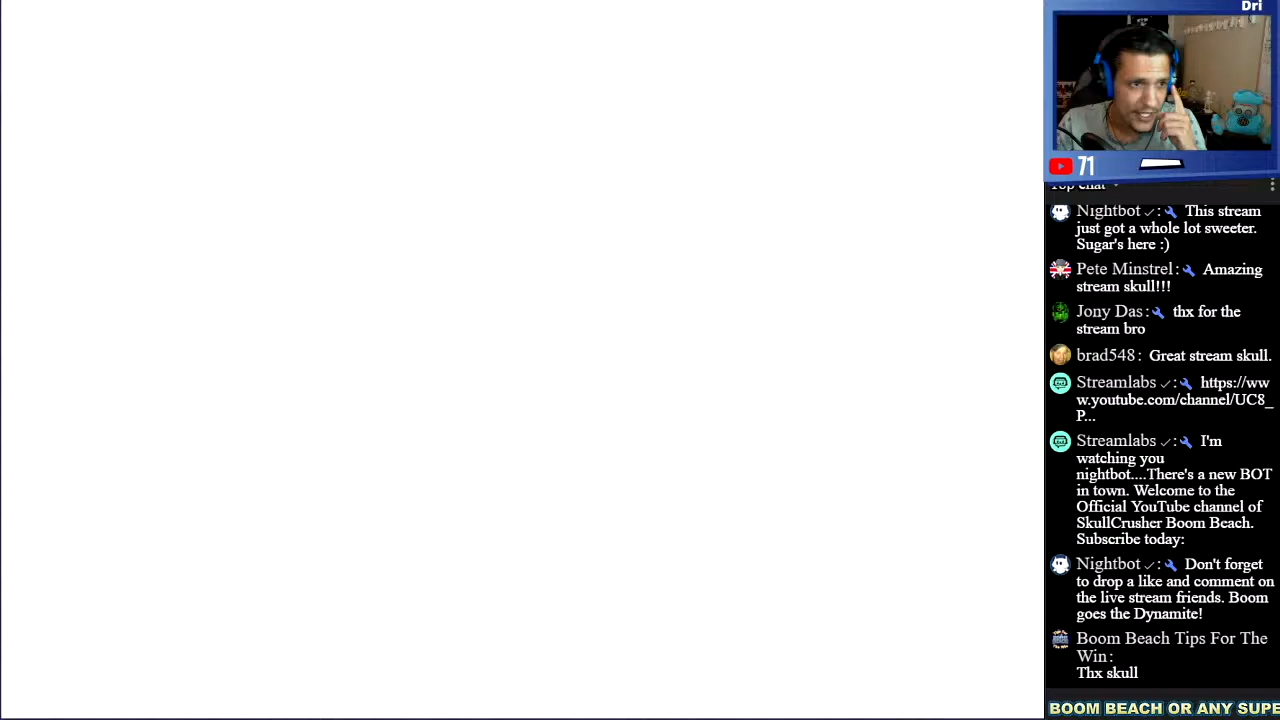 Dri
71
Top chat
Nightbot: This stream
just got a whole lot sweeter.
Sugar's here :)
Pete Minstrel: Amazing
stream skull!!!
Jony Das: thx for the
stream bro
brad548: Great stream skull.
Streamlabs: https://ww
w.youtube.com/channel/UC8_
P...
Streamlabs: I'm
watching you
nightbot....There's a new BOT
in town. Welcome to the
Official YouTube channel of
SkullCrusher Boom Beach.
Subscribe today:
Nightbot: Don't forget
to drop a like and comment on
the live stream friends. Boom
goes the Dynamite!
Boom Beach Tips For The
Win:
Thx skull
BOOM BEACH OR ANY SUPE